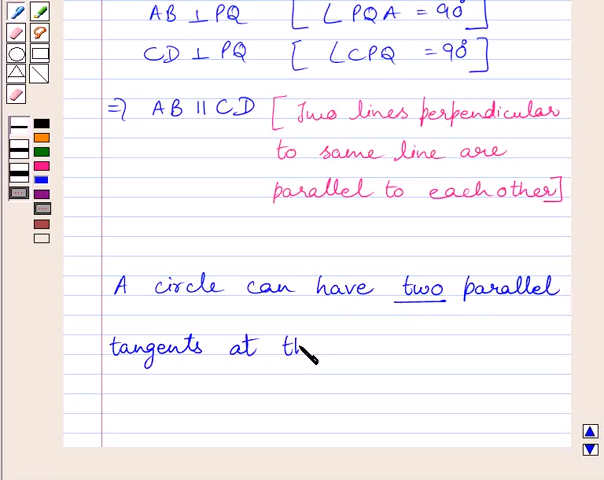 AB ⊥ PQ [ ∠PQA = 90° ]
CD ⊥ PQ [ ∠CPQ = 90° ]
⇒ AB ∥ CD [ Two lines perpendicular
to same line are
parallel to each other ]
A circle can have two parallel
tangents at th